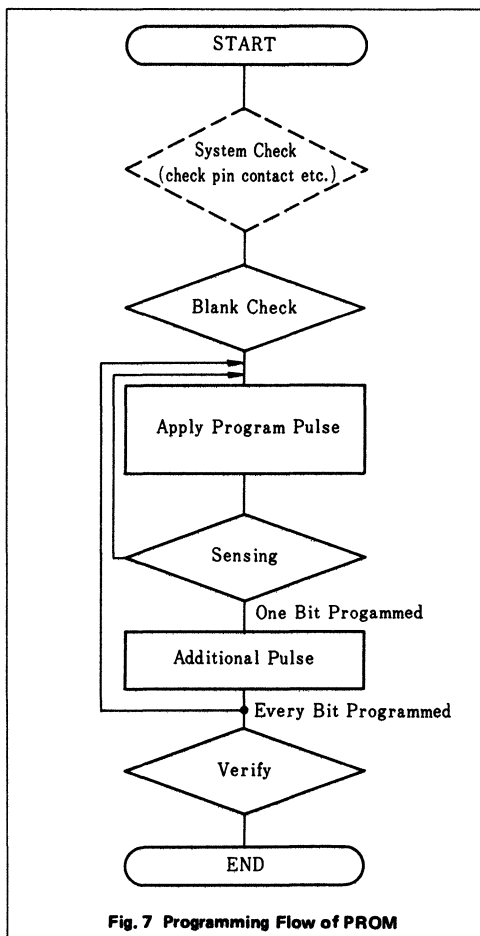 START
System Check
(check pin contact etc.)
Blank Check
Apply Program Pulse
Sensing
One Bit Progammed
Additional Pulse
Every Bit Programmed
Verify
END
Fig. 7 Programming Flow of PROM